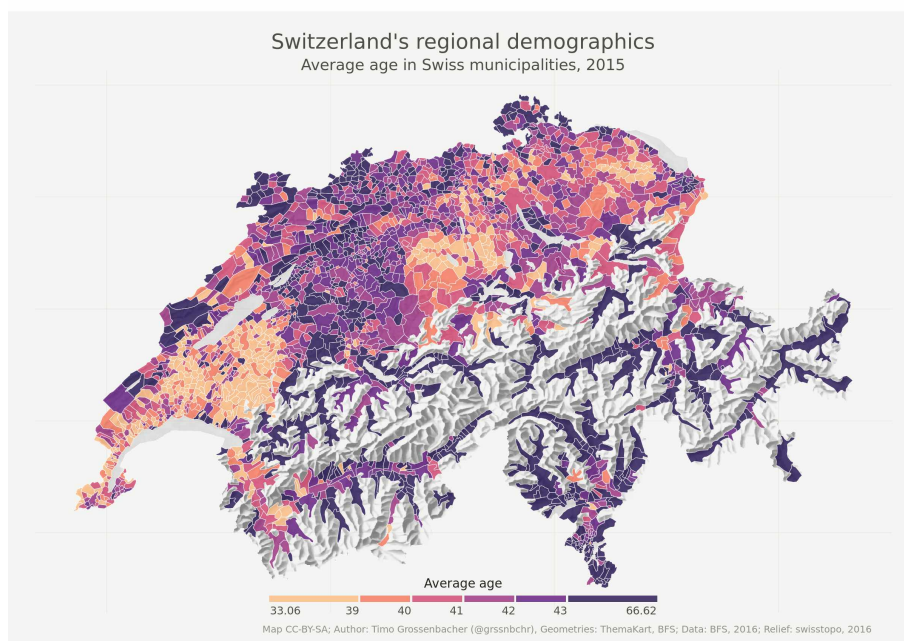 Switzerland's regional demographics
Average age in Swiss municipalities, 2015
Average age
33.06 39 40 41 42 43 66.62
Map CC-BY-SA; Author: Timo Grossenbacher (@grssnbchr), Geometries: ThemaKart, BFS; Data: BFS, 2016; Relief: swisstopo, 2016